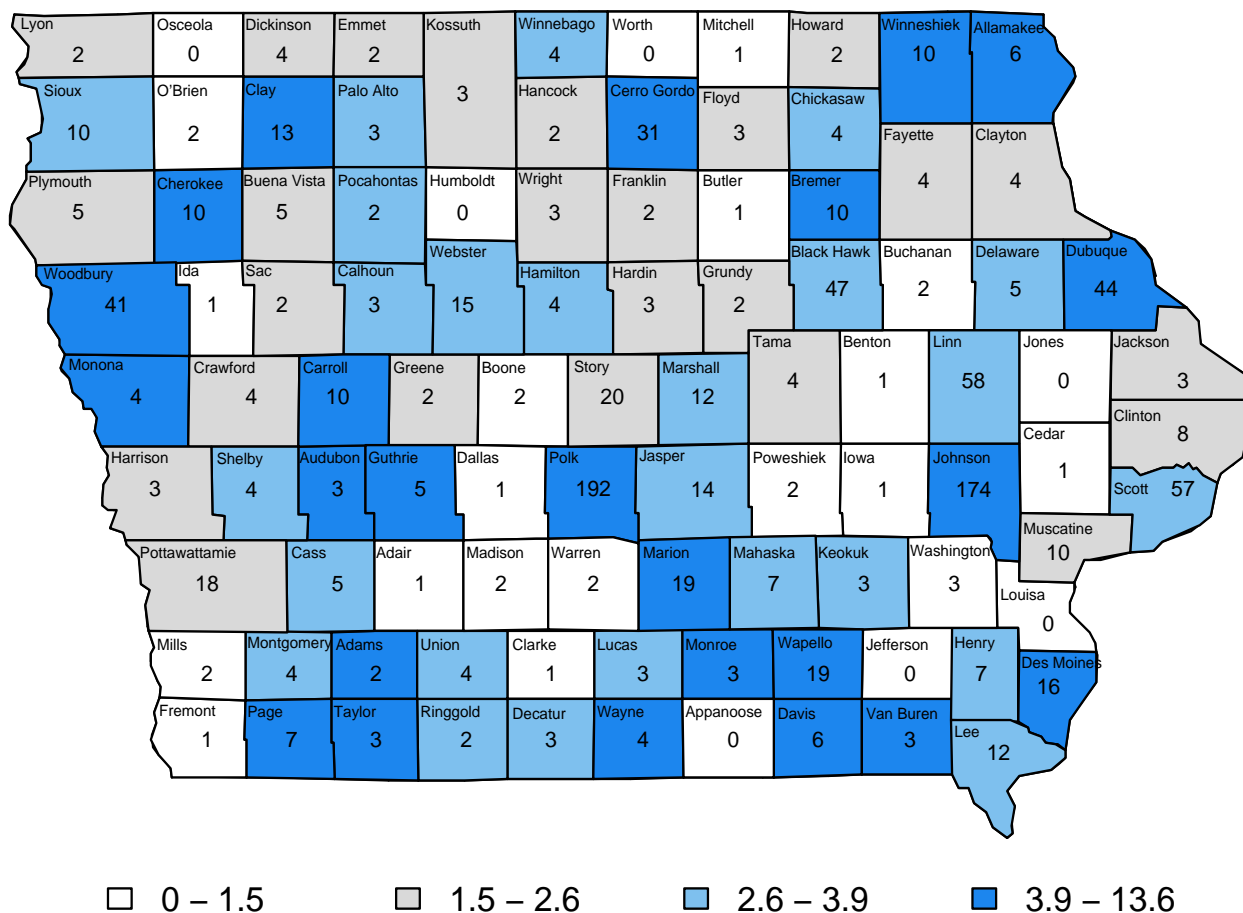 Lyon Osceola Dickinson Emmet Kossuth Winnebago Worth Mitchell Howard Winneshiek Allamakee
2 0 4 2 3 4 0 1 2 10 6
Sioux O'Brien Clay Palo Alto Hancock Cerro Gordo Floyd Chickasaw
10 2 13 3 2 31 3 4
Fayette Clayton
4 4
Plymouth Cherokee Buena Vista Pocahontas Humboldt Wright Franklin Butler Bremer
5 10 5 2 0 3 2 1 10
Woodbury Ida Sac Calhoun Webster Hamilton Hardin Grundy Black Hawk Buchanan Delaware Dubuque
41 1 2 3 15 4 3 2 47 2 5 44
Monona Crawford Carroll Greene Boone Story Marshall Tama Benton Linn Jones Jackson
4 4 10 2 2 20 12 4 1 58 0 3
Clinton
8
Harrison Shelby Audubon Guthrie Dallas Polk Jasper Poweshiek Iowa Johnson Cedar Scott
3 4 3 5 1 192 14 2 1 174 1 57
Muscatine
10
Pottawattamie Cass Adair Madison Warren Marion Mahaska Keokuk Washington Louisa
18 5 1 2 2 19 7 3 3 0
Mills Montgomery Adams Union Clarke Lucas Monroe Wapello Jefferson Henry Des Moines
2 4 2 4 1 3 3 19 0 7 16
Fremont Page Taylor Ringgold Decatur Wayne Appanoose Davis Van Buren Lee
1 7 3 2 3 4 0 6 3 12
0 – 1.5 1.5 – 2.6 2.6 – 3.9 3.9 – 13.6